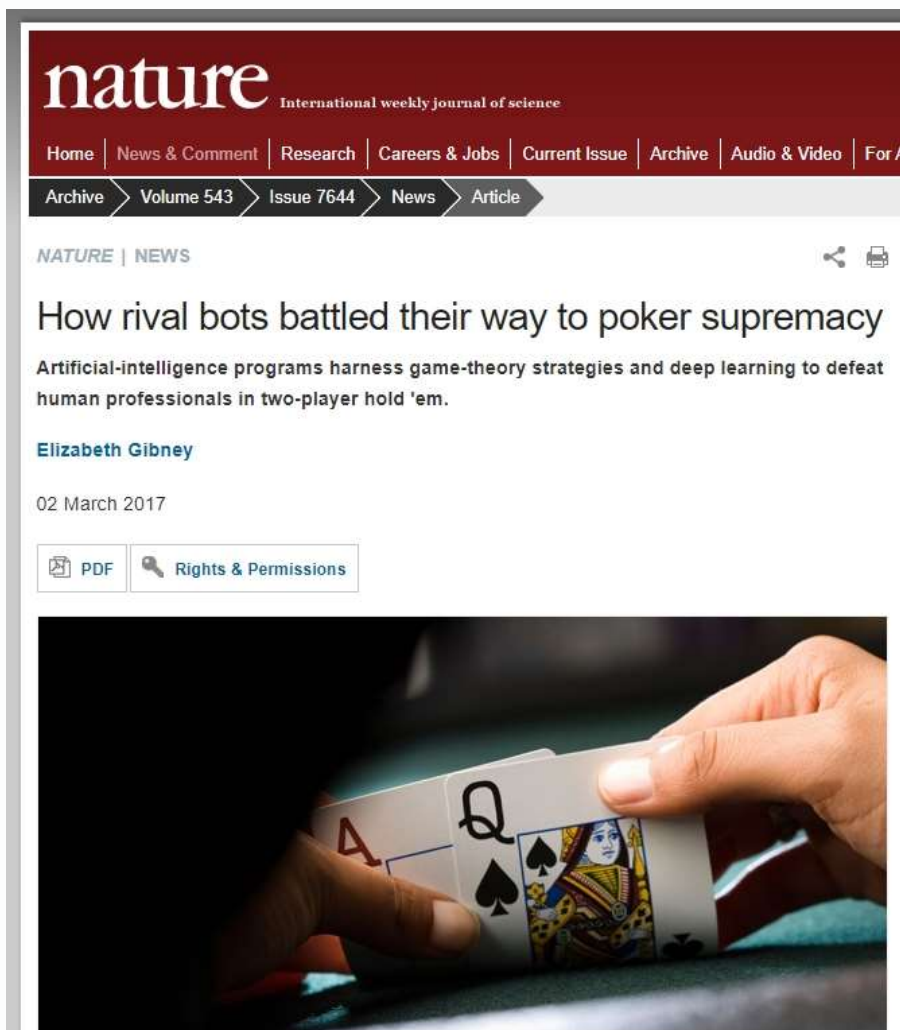 nature International weekly journal of science
Home News & Comment Research Careers & Jobs Current Issue Archive Audio & Video For A
Archive Volume 543 Issue 7644 News Article
NATURE | NEWS
How rival bots battled their way to poker supremacy
Artificial-intelligence programs harness game-theory strategies and deep learning to defeat
human professionals in two-player hold 'em.
Elizabeth Gibney
02 March 2017
PDF Rights & Permissions
A Q